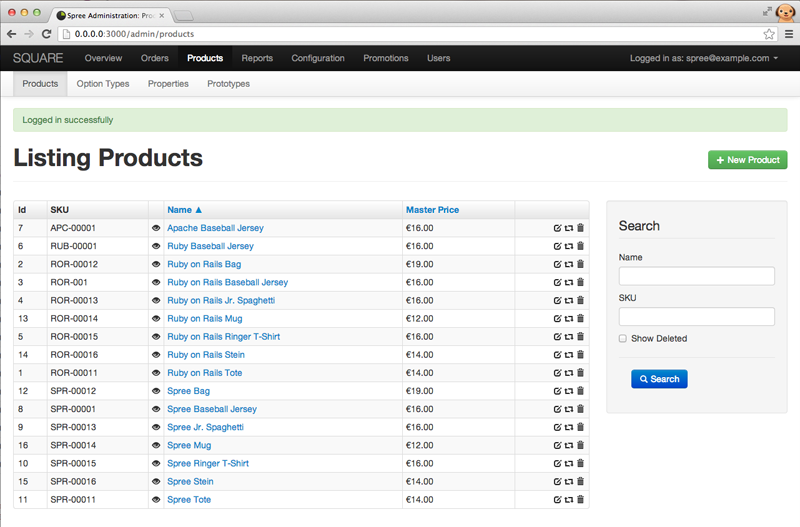 Spree Administration: Prod
0.0.0.0:3000/admin/products
SQUARE Overview Orders Products Reports Configuration Promotions Users Logged in as: spree@example.com
Products Option Types Properties Prototypes
Logged in successfully
Listing Products
+ New Product
Id SKU Name ▲ Master Price
7 APC-00001 Apache Baseball Jersey €16.00
6 RUB-00001 Ruby Baseball Jersey €16.00
2 ROR-00012 Ruby on Rails Bag €19.00
3 ROR-001 Ruby on Rails Baseball Jersey €16.00
4 ROR-00013 Ruby on Rails Jr. Spaghetti €16.00
13 ROR-00014 Ruby on Rails Mug €12.00
5 ROR-00015 Ruby on Rails Ringer T-Shirt €16.00
14 ROR-00016 Ruby on Rails Stein €14.00
1 ROR-00011 Ruby on Rails Tote €14.00
12 SPR-00012 Spree Bag €19.00
8 SPR-00001 Spree Baseball Jersey €16.00
9 SPR-00013 Spree Jr. Spaghetti €16.00
16 SPR-00014 Spree Mug €12.00
10 SPR-00015 Spree Ringer T-Shirt €16.00
15 SPR-00016 Spree Stein €14.00
11 SPR-00011 Spree Tote €14.00
Search
Name
SKU
Show Deleted
Search